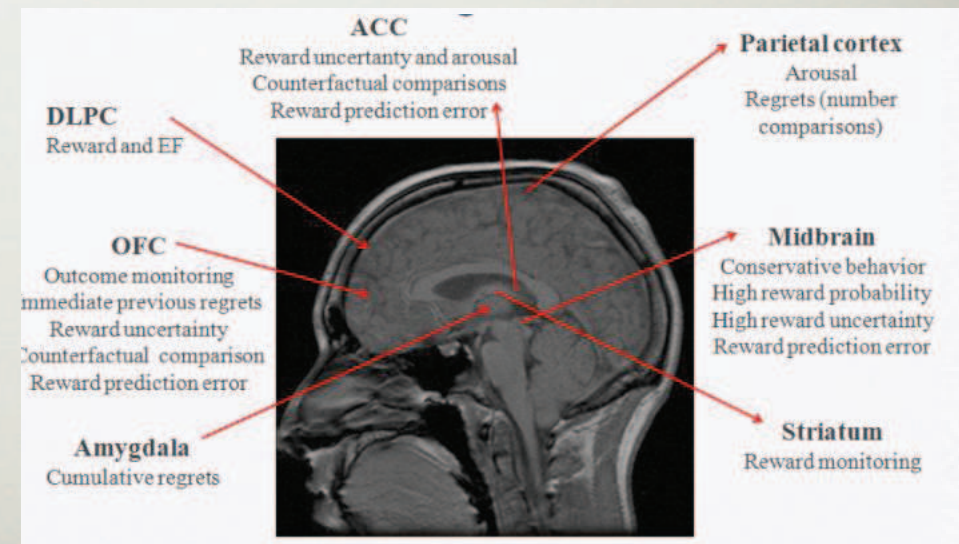 ACC
Reward uncertanty and arousal
Counterfactual comparisons
Reward prediction error
Parietal cortex
Arousal
Regrets (number
comparisons)
DLPC
Reward and EF
OFC
Outcome monitoring
mmediate previous regrets
Reward uncertainty
Counterfactual comparison
Reward prediction error
Midbrain
Conservative behavior
High reward probability
High reward uncertainty
Reward prediction error
Amygdala
Cumulative regrets
Striatum
Reward monitoring